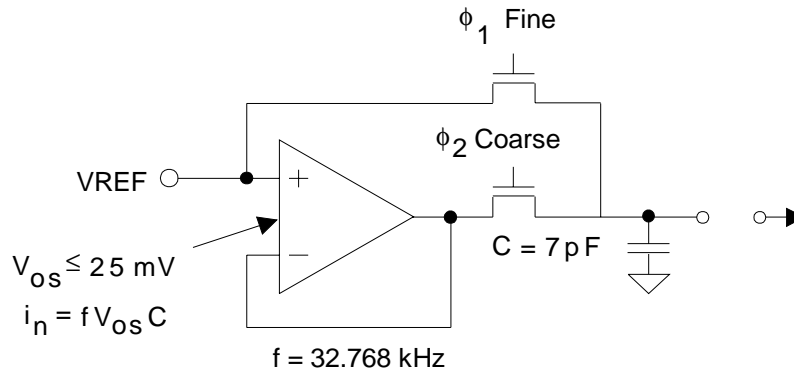 ϕ1 Fine
ϕ2 Coarse
VREF
+
−
Vos ≤ 25 mV
in = f Vos C
C = 7 pF
f = 32.768 kHz